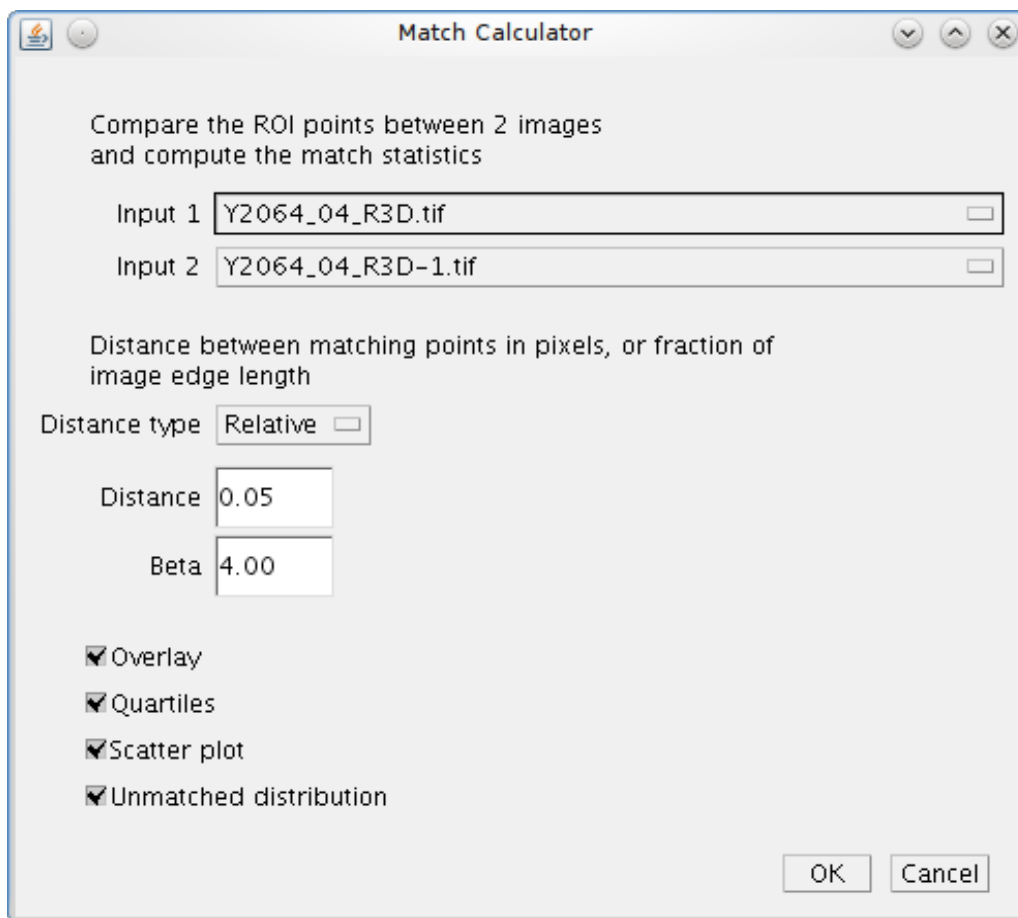 Match Calculator
Compare the ROI points between 2 images
and compute the match statistics
Input 1 Y2064_04_R3D.tif
Input 2 Y2064_04_R3D-1.tif
Distance between matching points in pixels, or fraction of
image edge length
Distance type Relative
Distance 0.05
Beta 4.00
Overlay
Quartiles
Scatter plot
Unmatched distribution
OK Cancel